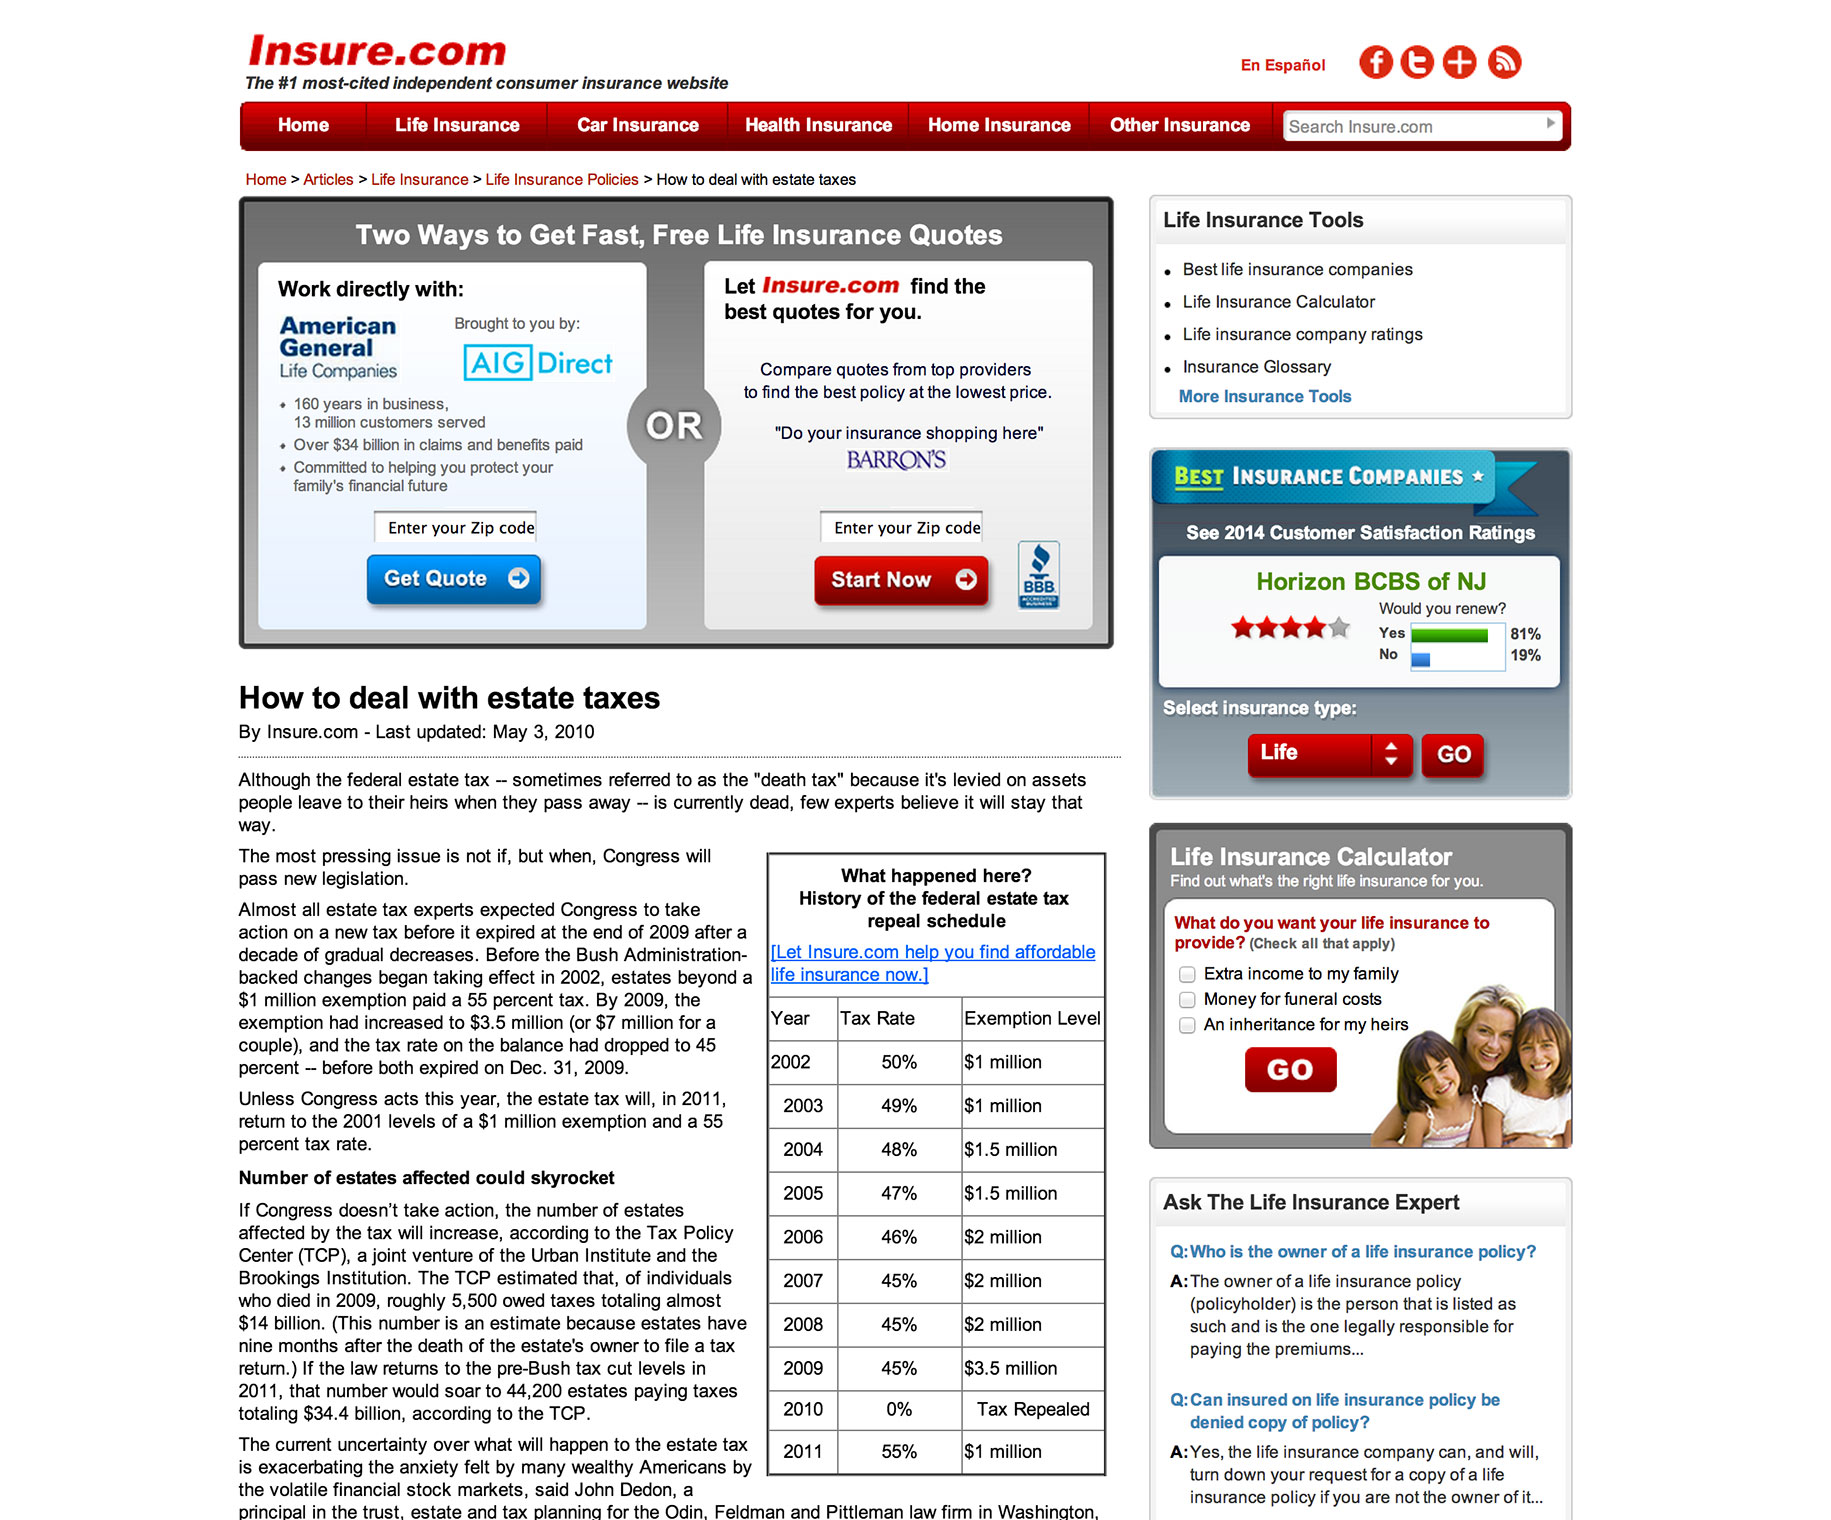 Insure.com
The #1 most-cited independent consumer insurance website
En Español
Home Life Insurance Car Insurance Health Insurance Home Insurance Other Insurance Search Insure.com
Home > Articles > Life Insurance > Life Insurance Policies > How to deal with estate taxes
Two Ways to Get Fast, Free Life Insurance Quotes
Work directly with:
American
General
Life Companies
Brought to you by:
AIG Direct
160 years in business,
13 million customers served
Over $34 billion in claims and benefits paid
Committed to helping you protect your
family's financial future
Enter your Zip code
Get Quote
OR
Let Insure.com find the
best quotes for you.
Compare quotes from top providers
to find the best policy at the lowest price.
"Do your insurance shopping here"
BARRON'S
Enter your Zip code
Start Now
BBB
ACCREDITED
BUSINESS
How to deal with estate taxes
By Insure.com - Last updated: May 3, 2010
Although the federal estate tax -- sometimes referred to as the "death tax" because it's levied on assets
people leave to their heirs when they pass away -- is currently dead, few experts believe it will stay that
way.
The most pressing issue is not if, but when, Congress will
pass new legislation.
Almost all estate tax experts expected Congress to take
action on a new tax before it expired at the end of 2009 after a
decade of gradual decreases. Before the Bush Administration-
backed changes began taking effect in 2002, estates beyond a
$1 million exemption paid a 55 percent tax. By 2009, the
exemption had increased to $3.5 million (or $7 million for a
couple), and the tax rate on the balance had dropped to 45
percent -- before both expired on Dec. 31, 2009.
Unless Congress acts this year, the estate tax will, in 2011,
return to the 2001 levels of a $1 million exemption and a 55
percent tax rate.
Number of estates affected could skyrocket
If Congress doesn't take action, the number of estates
affected by the tax will increase, according to the Tax Policy
Center (TCP), a joint venture of the Urban Institute and the
Brookings Institution. The TCP estimated that, of individuals
who died in 2009, roughly 5,500 owed taxes totaling almost
$14 billion. (This number is an estimate because estates have
nine months after the death of the estate's owner to file a tax
return.) If the law returns to the pre-Bush tax cut levels in
2011, that number would soar to 44,200 estates paying taxes
totaling $34.4 billion, according to the TCP.
The current uncertainty over what will happen to the estate tax
is exacerbating the anxiety felt by many wealthy Americans by
the volatile financial stock markets, said John Dedon, a
principal in the trust, estate and tax planning for the Odin, Feldman and Pittleman law firm in Washington,
What happened here?
History of the federal estate tax
repeal schedule
[Let Insure.com help you find affordable
life insurance now.]
Year Tax Rate Exemption Level
2002 50% $1 million
2003 49% $1 million
2004 48% $1.5 million
2005 47% $1.5 million
2006 46% $2 million
2007 45% $2 million
2008 45% $2 million
2009 45% $3.5 million
2010 0% Tax Repealed
2011 55% $1 million
Life Insurance Tools
Best life insurance companies
Life Insurance Calculator
Life insurance company ratings
Insurance Glossary
More Insurance Tools
BEST INSURANCE COMPANIES
See 2014 Customer Satisfaction Ratings
Horizon BCBS of NJ
Would you renew?
Yes 81%
No 19%
Select insurance type:
Life GO
Life Insurance Calculator
Find out what's the right life insurance for you.
What do you want your life insurance to
provide? (Check all that apply)
Extra income to my family
Money for funeral costs
An inheritance for my heirs
GO
Ask The Life Insurance Expert
Q:Who is the owner of a life insurance policy?
A:The owner of a life insurance policy
(policyholder) is the person that is listed as
such and is the one legally responsible for
paying the premiums...
Q:Can insured on life insurance policy be
denied copy of policy?
A:Yes, the life insurance company can, and will,
turn down your request for a copy of a life
insurance policy if you are not the owner of it...